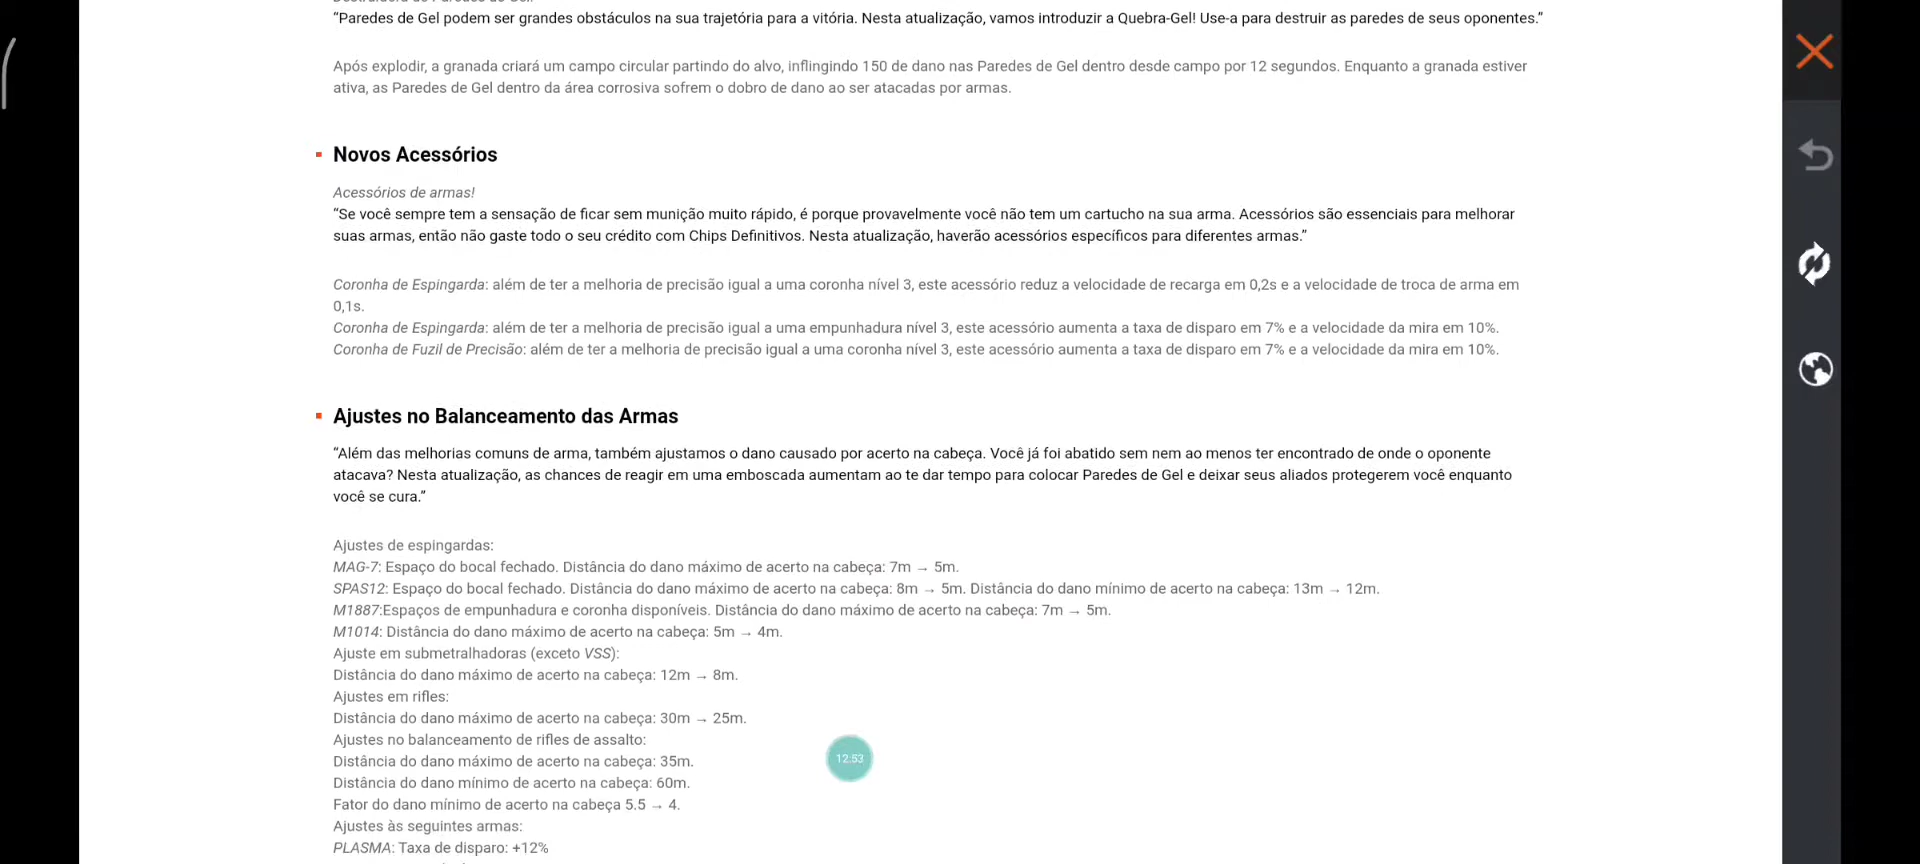 “Paredes de Gel podem ser grandes obstáculos na sua trajetória para a vitória. Nesta atualização, vamos introduzir a Quebra-Gel! Use-a para destruir as paredes de seus oponentes.”
Após explodir, a granada criará um campo circular partindo do alvo, inflingindo 150 de dano nas Paredes de Gel dentro desde campo por 12 segundos. Enquanto a granada estiver
ativa, as Paredes de Gel dentro da área corrosiva sofrem o dobro de dano ao ser atacadas por armas.
Novos Acessórios
Acessórios de armas!
“Se você sempre tem a sensação de ficar sem munição muito rápido, é porque provavelmente você não tem um cartucho na sua arma. Acessórios são essenciais para melhorar
suas armas, então não gaste todo o seu crédito com Chips Definitivos. Nesta atualização, haverão acessórios específicos para diferentes armas.”
Coronha de Espingarda: além de ter a melhoria de precisão igual a uma coronha nível 3, este acessório reduz a velocidade de recarga em 0,2s e a velocidade de troca de arma em
0,1s.
Coronha de Espingarda: além de ter a melhoria de precisão igual a uma empunhadura nível 3, este acessório aumenta a taxa de disparo em 7% e a velocidade da mira em 10%.
Coronha de Fuzil de Precisão: além de ter a melhoria de precisão igual a uma coronha nível 3, este acessório aumenta a taxa de disparo em 7% e a velocidade da mira em 10%.
Ajustes no Balanceamento das Armas
“Além das melhorias comuns de arma, também ajustamos o dano causado por acerto na cabeça. Você já foi abatido sem nem ao menos ter encontrado de onde o oponente
atacava? Nesta atualização, as chances de reagir em uma emboscada aumentam ao te dar tempo para colocar Paredes de Gel e deixar seus aliados protegerem você enquanto
você se cura.”
Ajustes de espingardas:
MAG-7: Espaço do bocal fechado. Distância do dano máximo de acerto na cabeça: 7m → 5m.
SPAS12: Espaço do bocal fechado. Distância do dano máximo de acerto na cabeça: 8m → 5m. Distância do dano mínimo de acerto na cabeça: 13m → 12m.
M1887:Espaços de empunhadura e coronha disponíveis. Distância do dano máximo de acerto na cabeça: 7m → 5m.
M1014: Distância do dano máximo de acerto na cabeça: 5m → 4m.
Ajuste em submetralhadoras (exceto VSS):
Distância do dano máximo de acerto na cabeça: 12m → 8m.
Ajustes em rifles:
Distância do dano máximo de acerto na cabeça: 30m → 25m.
Ajustes no balanceamento de rifles de assalto:
Distância do dano máximo de acerto na cabeça: 35m.
12:53
Distância do dano mínimo de acerto na cabeça: 60m.
Fator do dano mínimo de acerto na cabeça 5.5 → 4.
Ajustes às seguintes armas:
PLASMA: Taxa de disparo: +12%